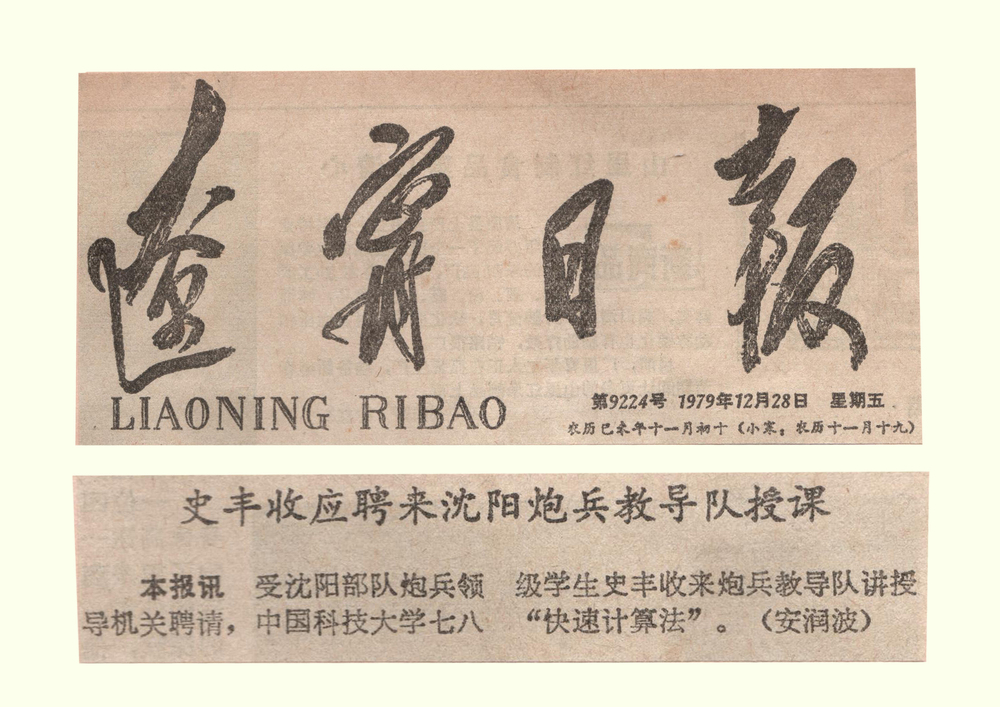 辽宁日报
LIAONING RIBAO
第9224号 1979年12月28日 星期五
农历己未年十一月初十（小寒：农历十一月十九）
史丰收应聘来沈阳炮兵教导队授课
本报讯 受沈阳部队炮兵领
导机关聘请，中国科技大学七八
级学生史丰收来炮兵教导队讲授
“快速计算法”。（安润波）